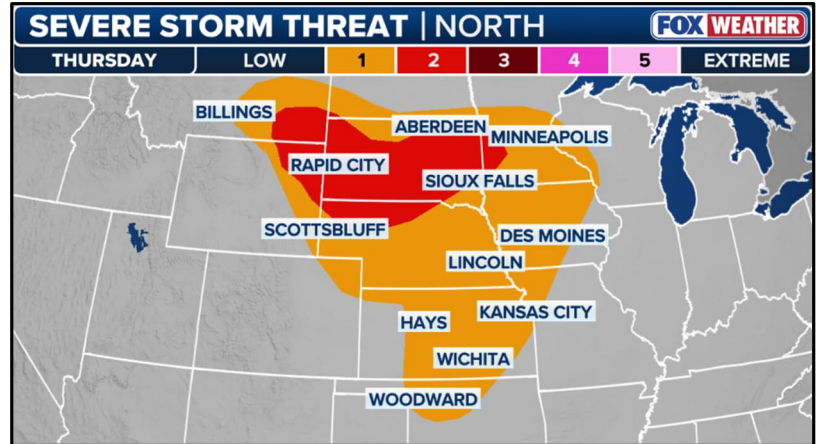 SEVERE STORM THREAT | NORTH
FOX WEATHER
THURSDAY LOW 1 2 3 4 5 EXTREME
BILLINGS
ABERDEEN
MINNEAPOLIS
RAPID CITY
SIOUX FALLS
SCOTTSBLUFF
DES MOINES
LINCOLN
KANSAS CITY
HAYS
WICHITA
WOODWARD